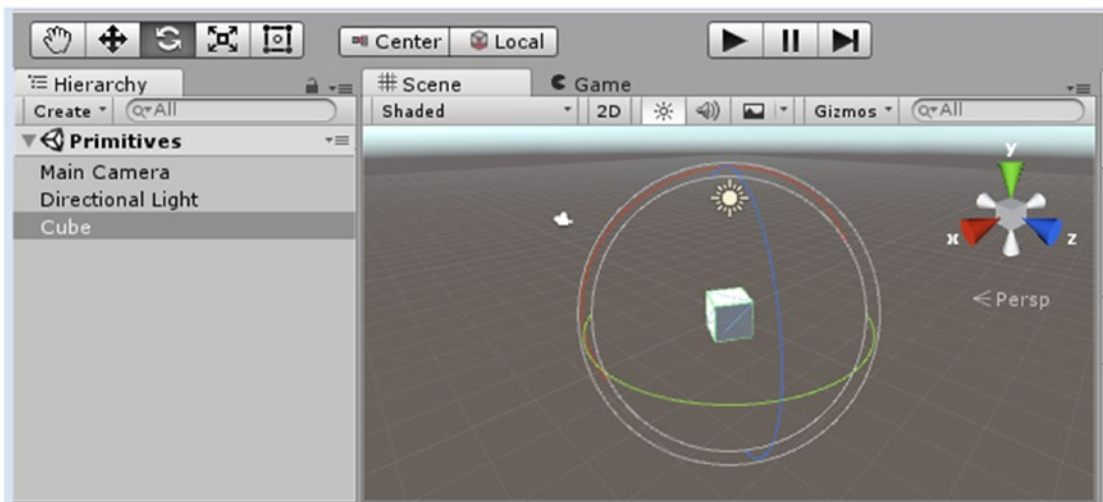 Center Local
Hierarchy
Scene Game
Create All
Shaded 2D Gizmos All
Primitives
Main Camera
Directional Light
Cube
y
x z
Persp